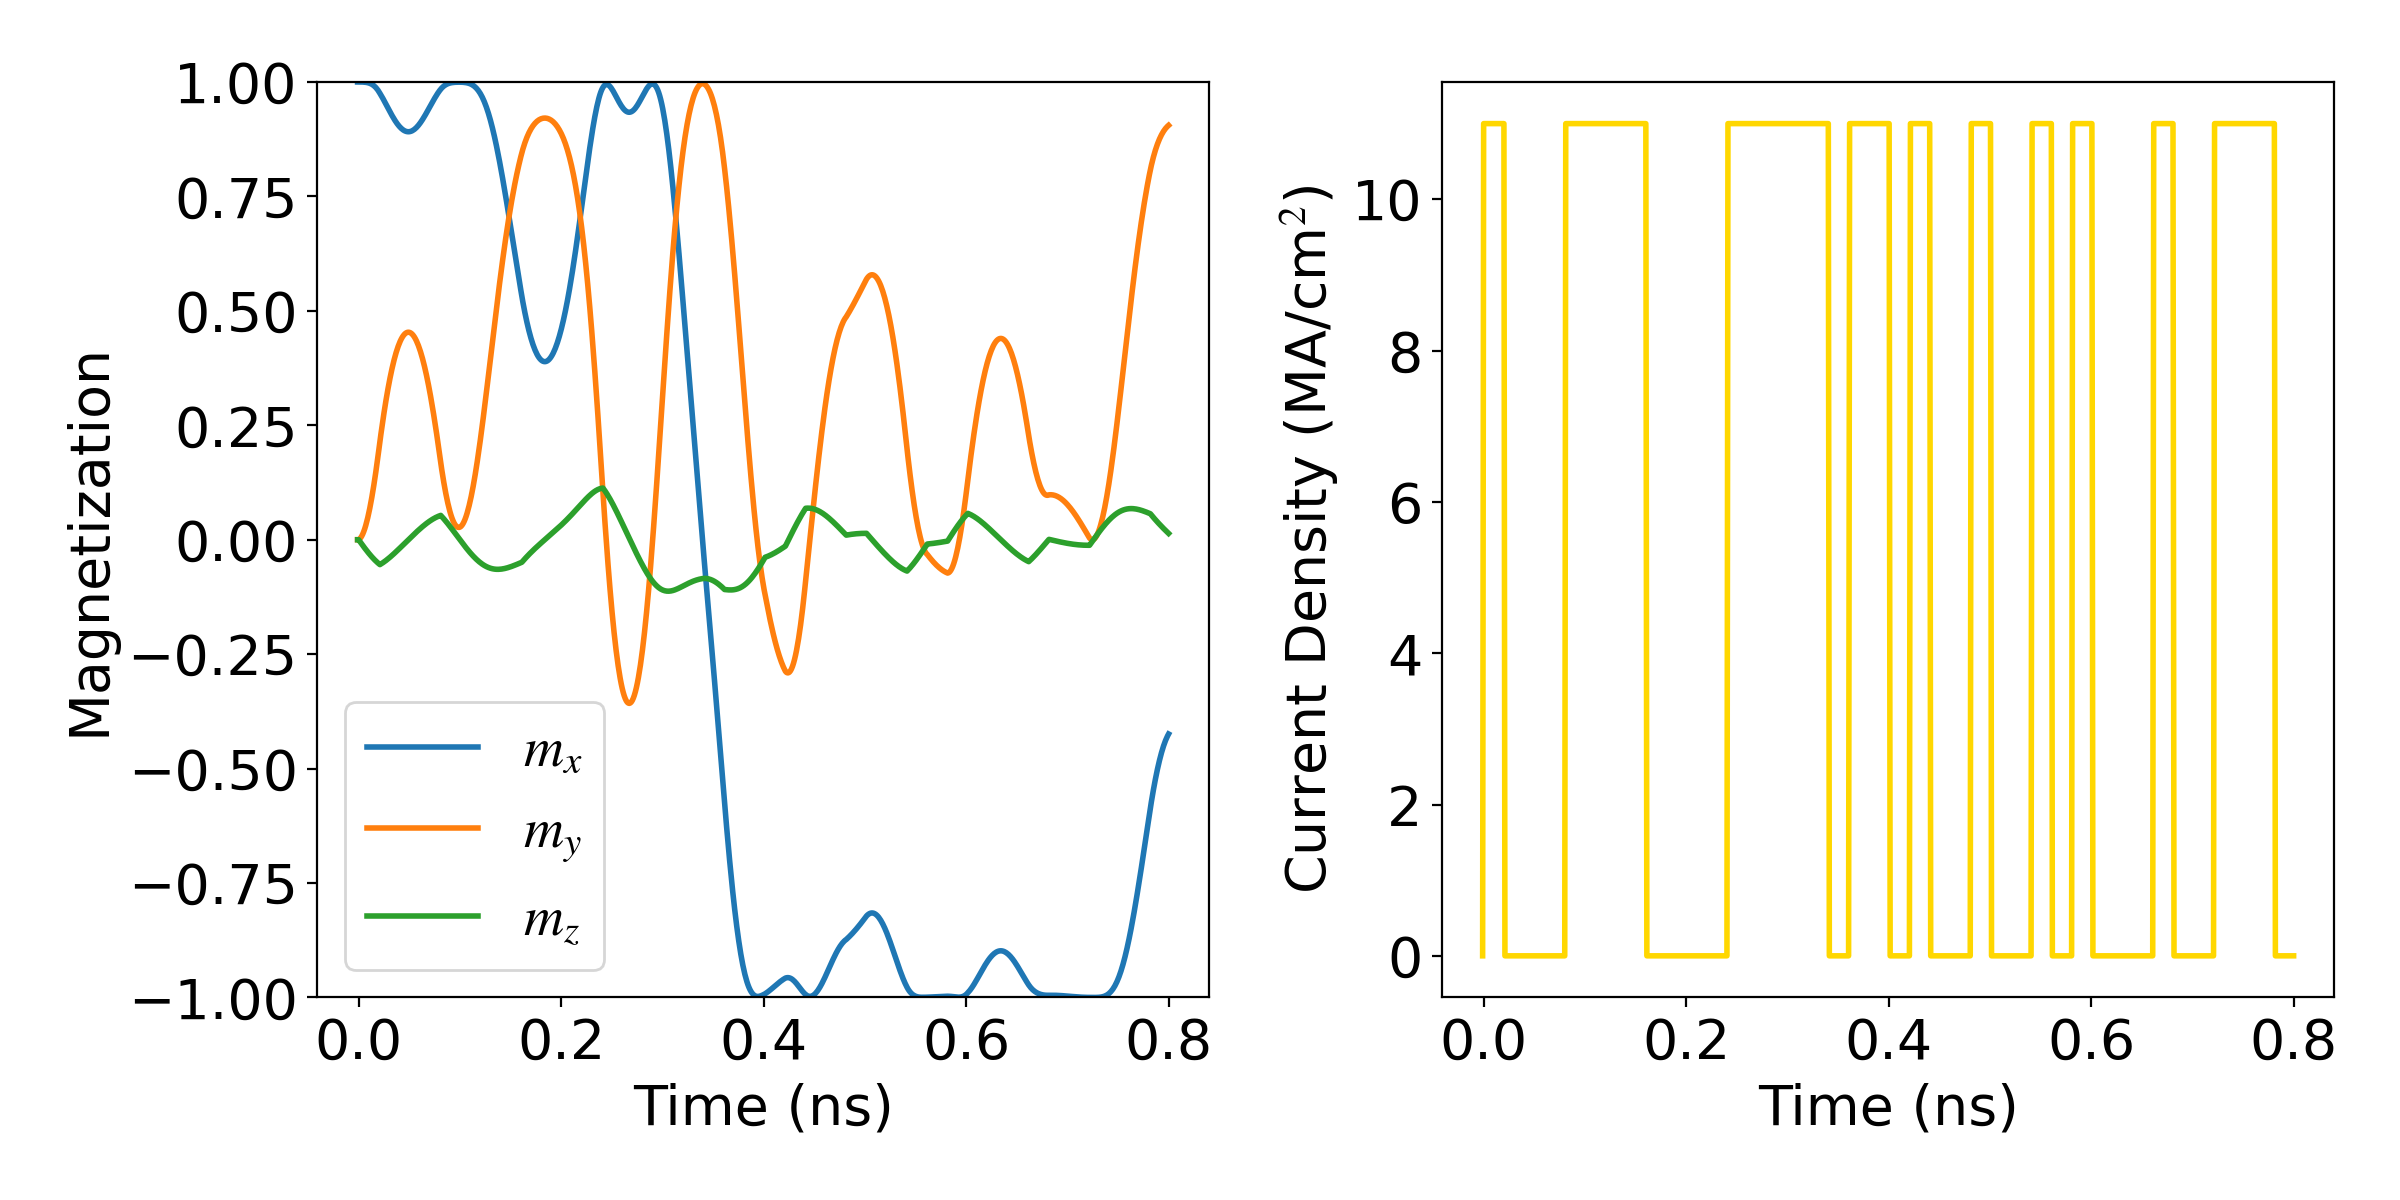 Magnetization
1.00
0.75
0.50
0.25
0.00
−0.25
−0.50
−0.75
−1.00
0.0 0.2 0.4 0.6 0.8
Time (ns)
m_x
m_y
m_z
Current Density (MA/cm²)
10
8
6
4
2
0
0.0 0.2 0.4 0.6 0.8
Time (ns)